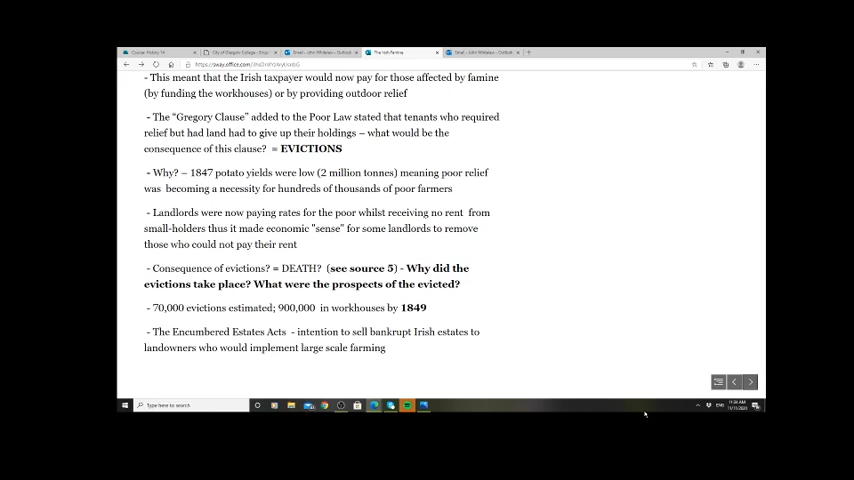 The Irish Famine
- This meant that the Irish taxpayer would now pay for those affected by famine
(by funding the workhouses) or by providing outdoor relief
- The “Gregory Clause” added to the Poor Law stated that tenants who required
relief but had land had to give up their holdings – what would be the
consequence of this clause? = EVICTIONS
- Why? – 1847 potato yields were low (2 million tonnes) meaning poor relief
was becoming a necessity for hundreds of thousands of poor farmers
- Landlords were now paying rates for the poor whilst receiving no rent from
small-holders thus it made economic "sense" for some landlords to remove
those who could not pay their rent
- Consequence of evictions? = DEATH? (see source 5) - Why did the
evictions take place? What were the prospects of the evicted?
- 70,000 evictions estimated; 900,000 in workhouses by 1849
- The Encumbered Estates Acts - intention to sell bankrupt Irish estates to
landowners who would implement large scale farming
Type here to search
ENG